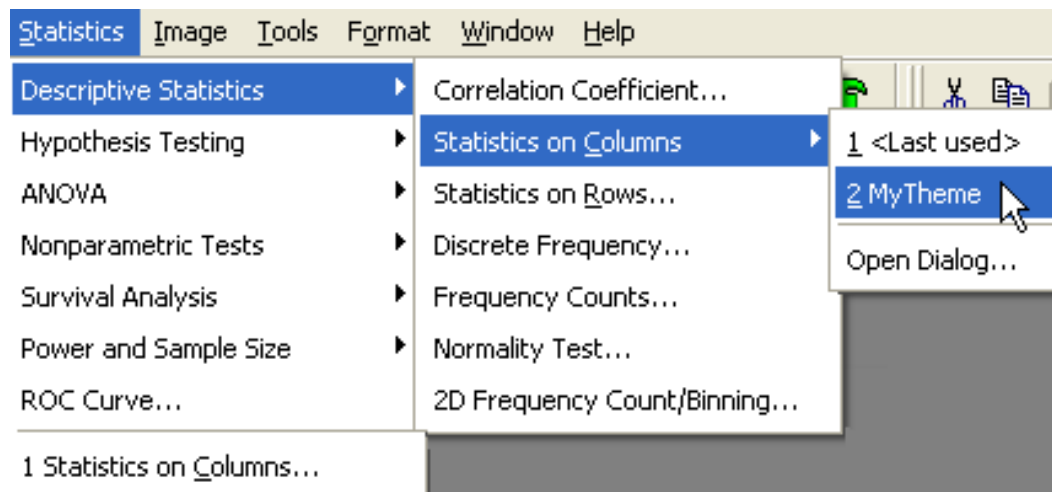 Statistics Image Tools Format Window Help
Descriptive Statistics
Hypothesis Testing
ANOVA
Nonparametric Tests
Survival Analysis
Power and Sample Size
ROC Curve...
1 Statistics on Columns...
Correlation Coefficient...
Statistics on Columns
Statistics on Rows...
Discrete Frequency...
Frequency Counts...
Normality Test...
2D Frequency Count/Binning...
1 <Last used>
2 MyTheme
Open Dialog...